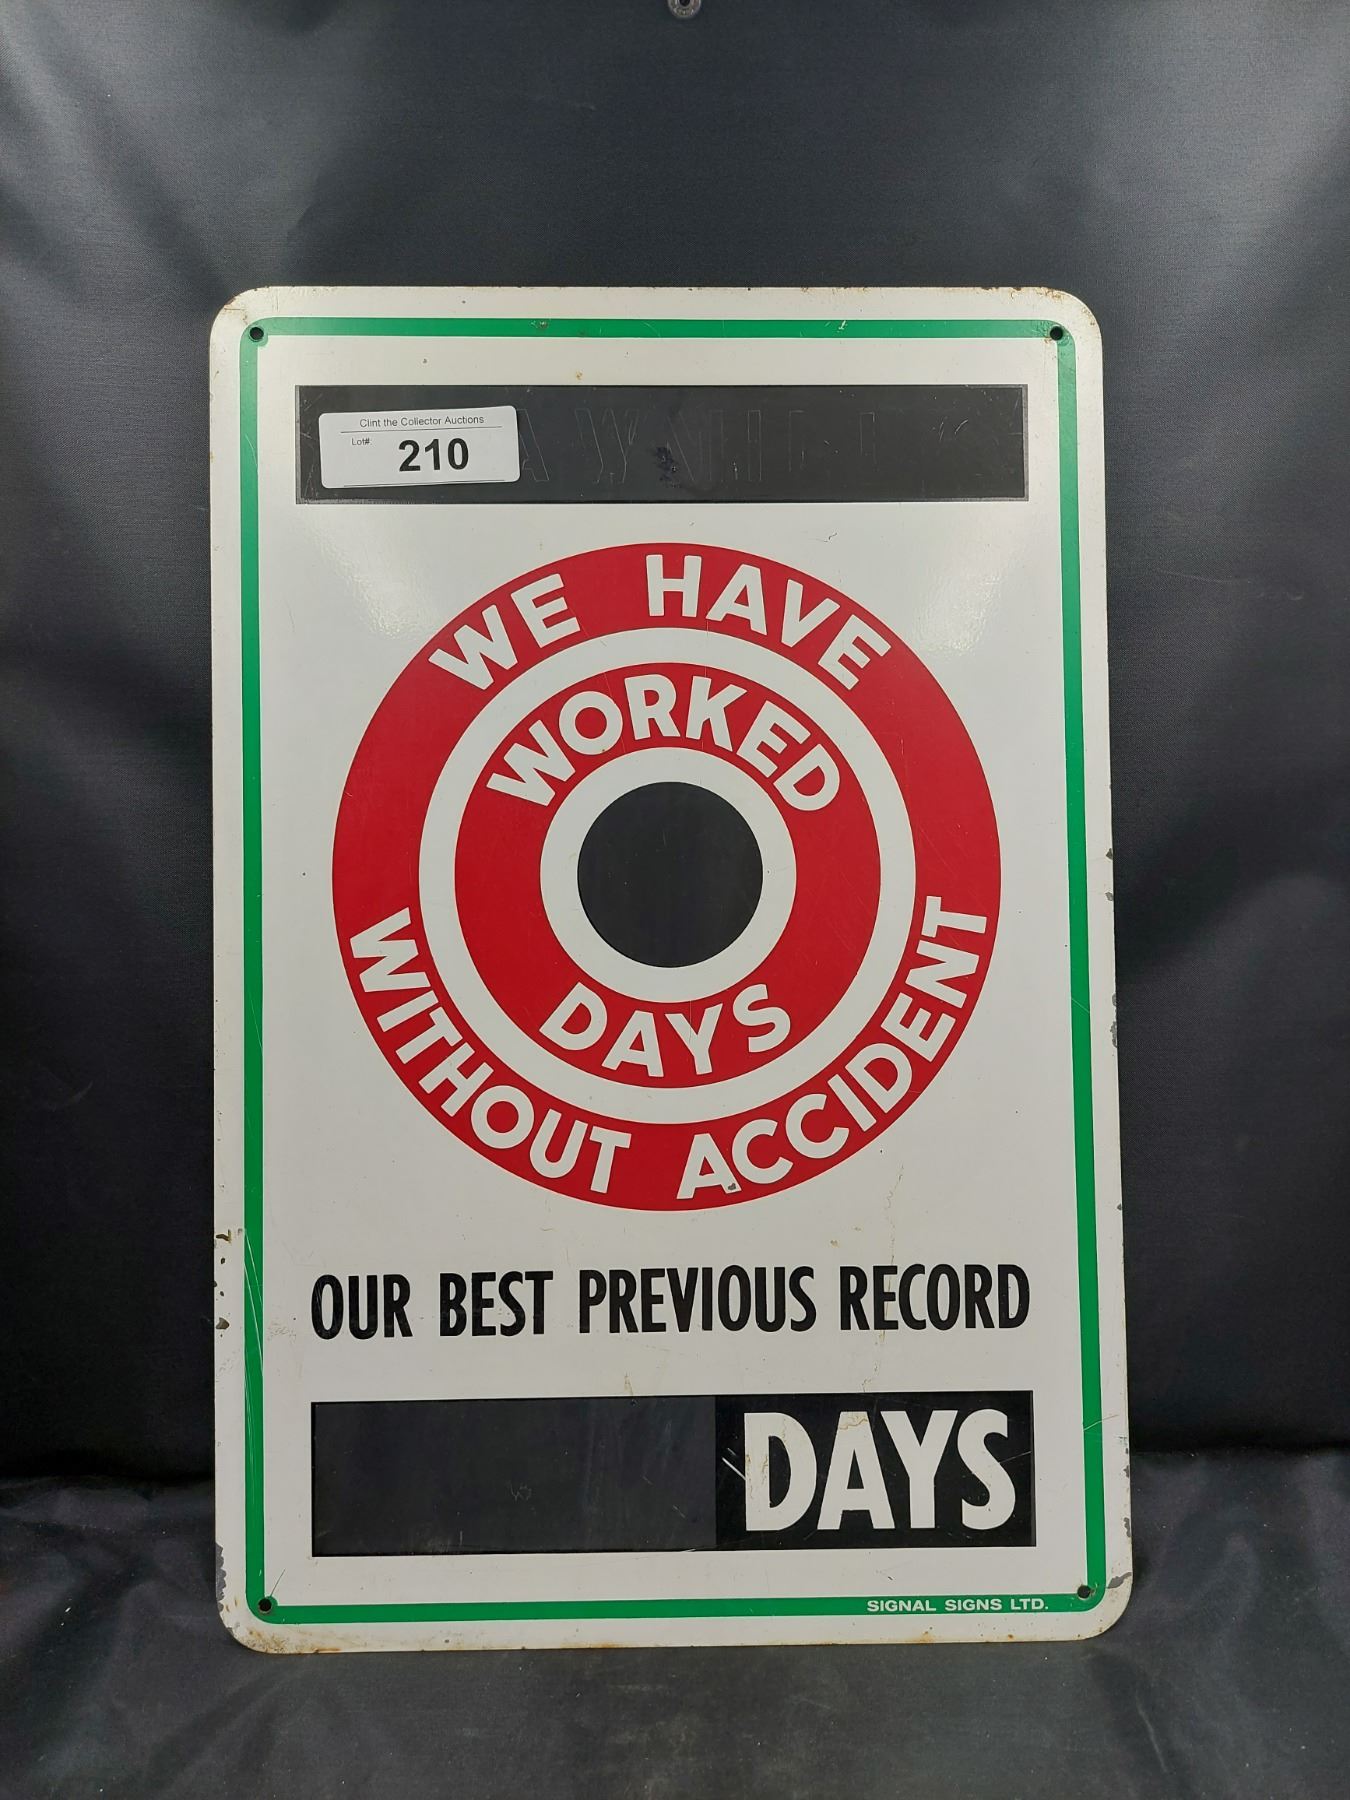 Clint the Collector Auctions
Lot#: 210
WE HAVE
WORKED
DAYS
WITHOUT ACCIDENT
OUR BEST PREVIOUS RECORD
DAYS
SIGNAL SIGNS LTD.